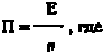 П = Е / п , где